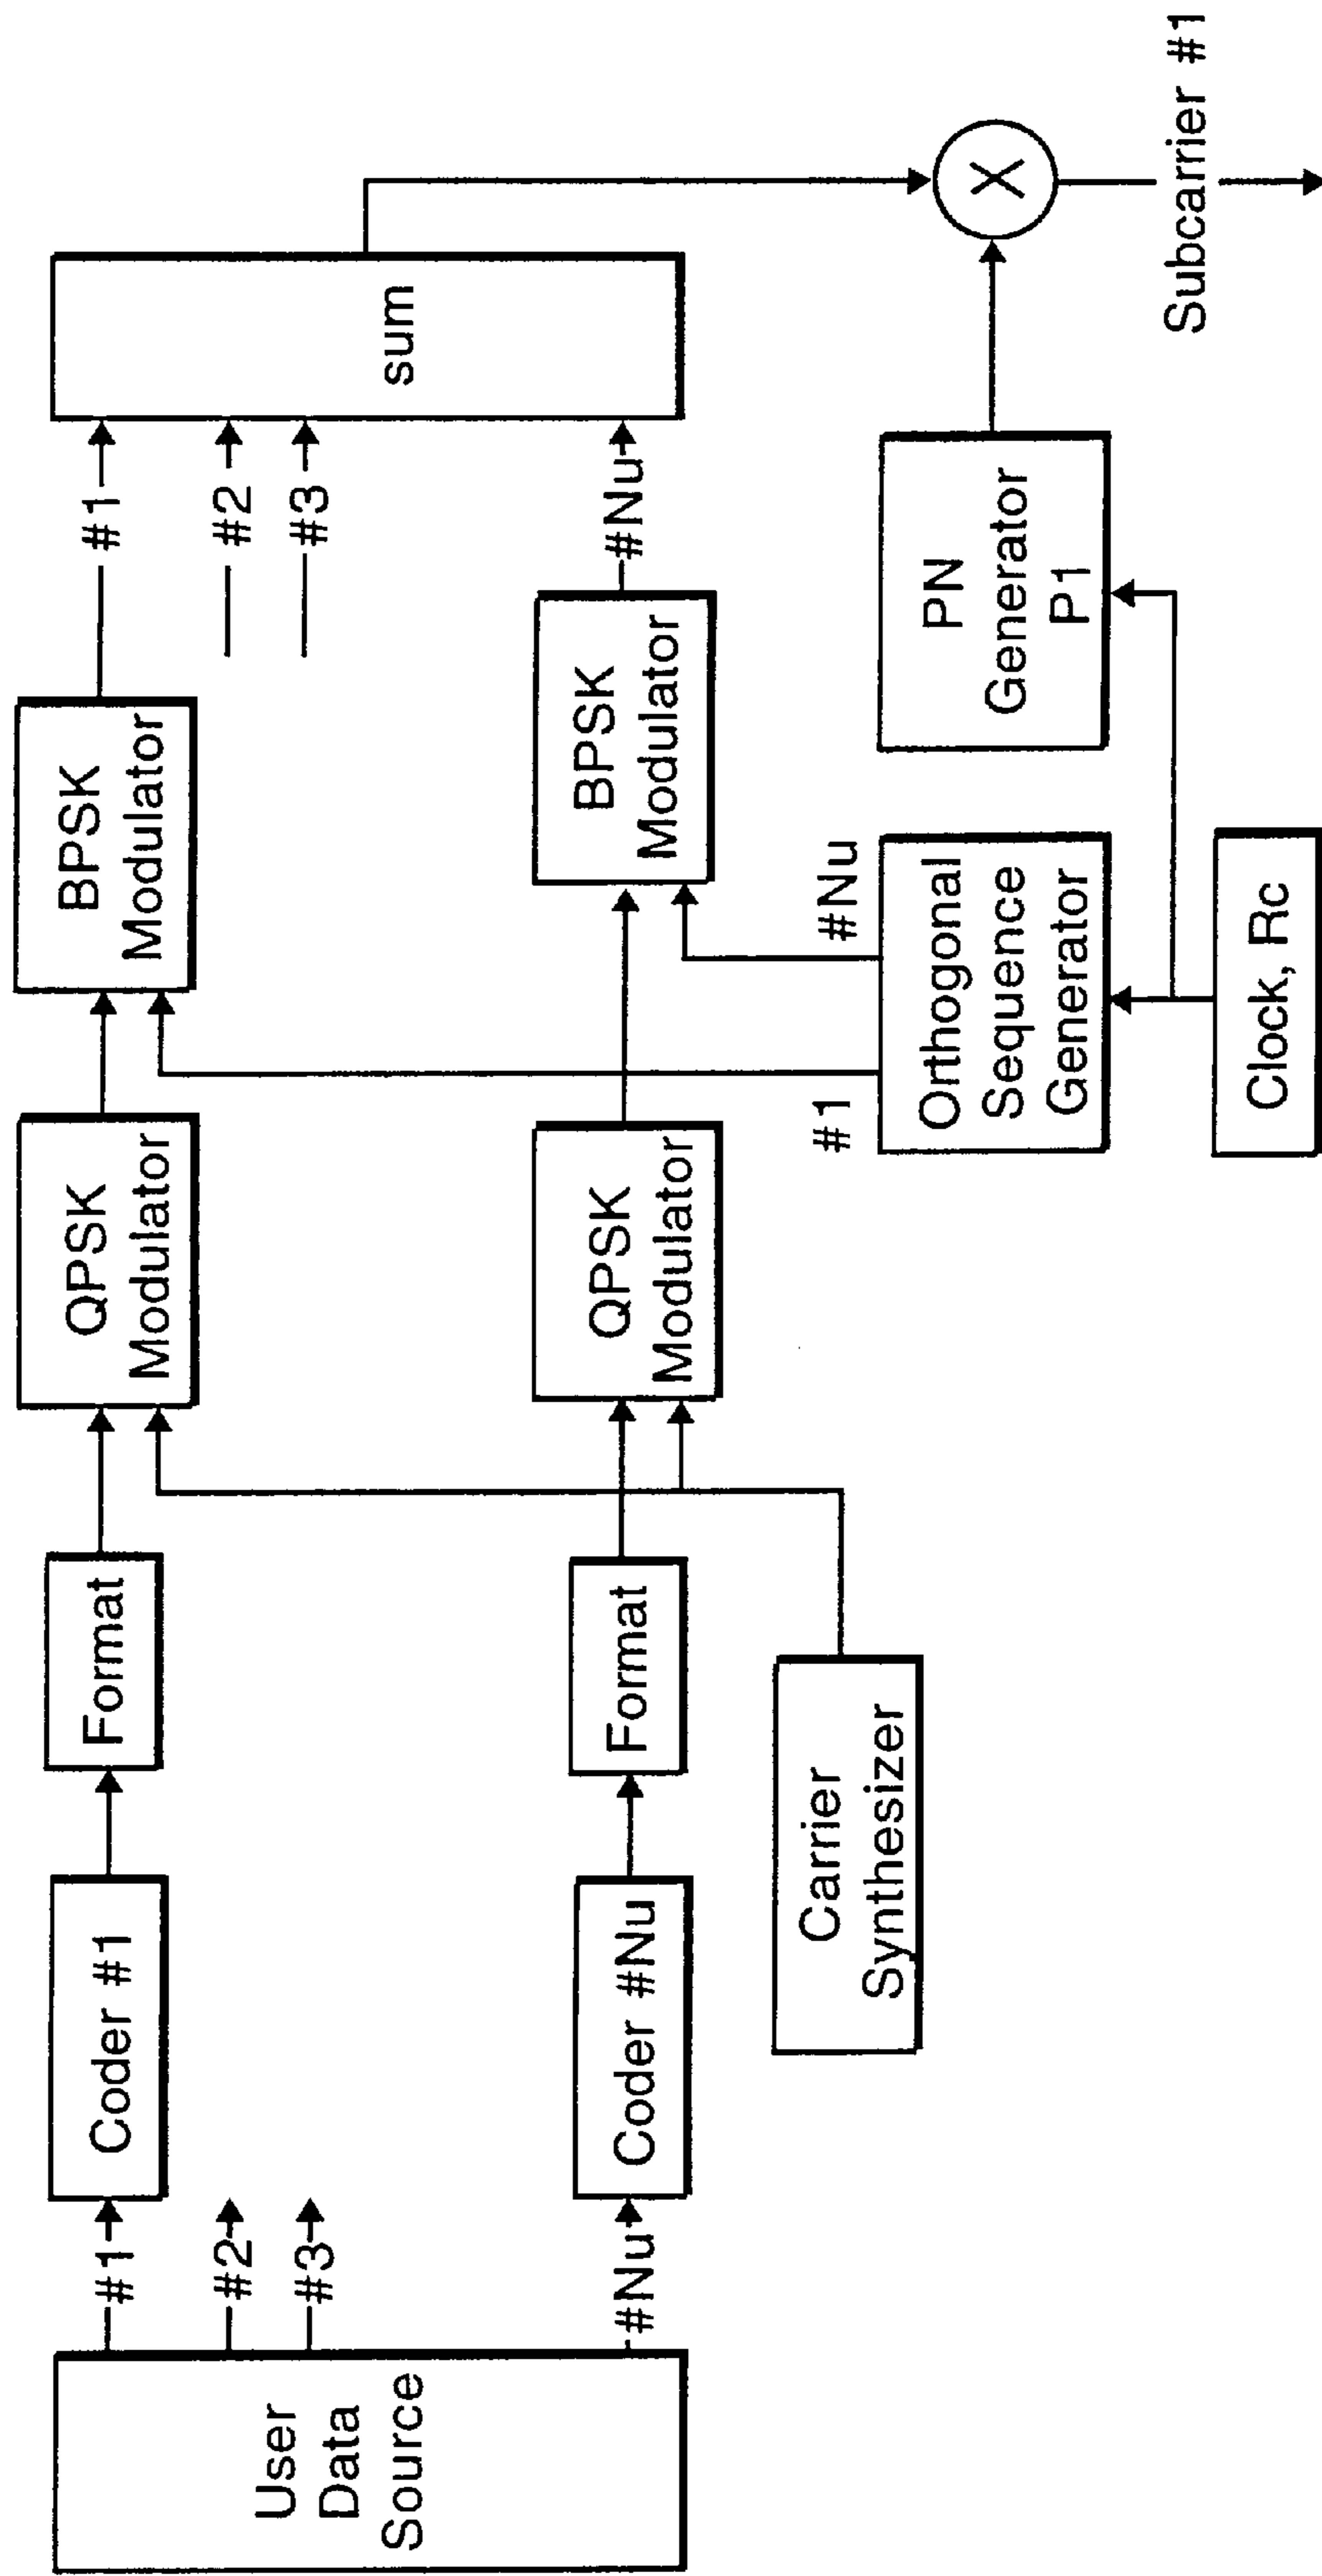 User
Data
Source
#1
#2
#3
#Nu
Coder #1
Coder #Nu
Format
Format
Carrier
Synthesizer
QPSK
Modulator
QPSK
Modulator
BPSK
Modulator
BPSK
Modulator
#1
#Nu
Orthogonal
Sequence
Generator
Clock, Rc
PN
Generator
P1
#1
#2
#3
#Nu
sum
X
Subcarrier #1